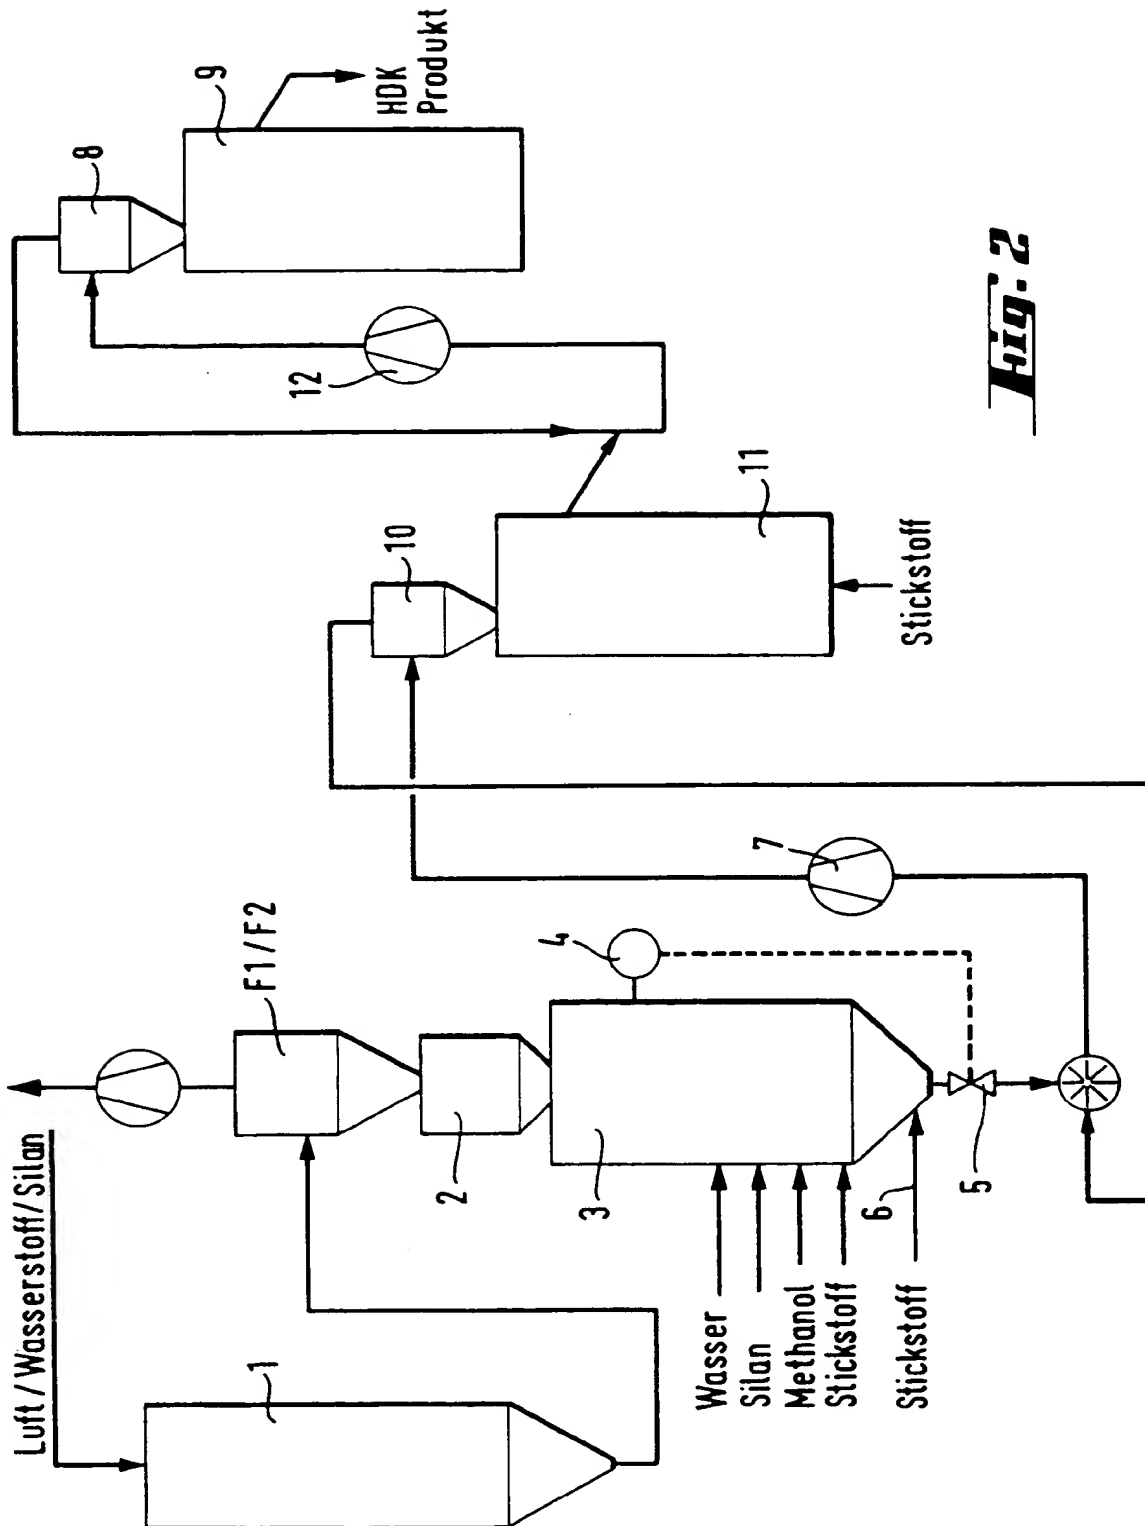 Luft / Wasserstoff / Silan
1
F1 / F2
2
3
4
Wasser
Silan
Methanol
Stickstoff
6
Stickstoff
5
7
10
11
Stickstoff
8
9
12
HDK
Produkt
Fig. 2